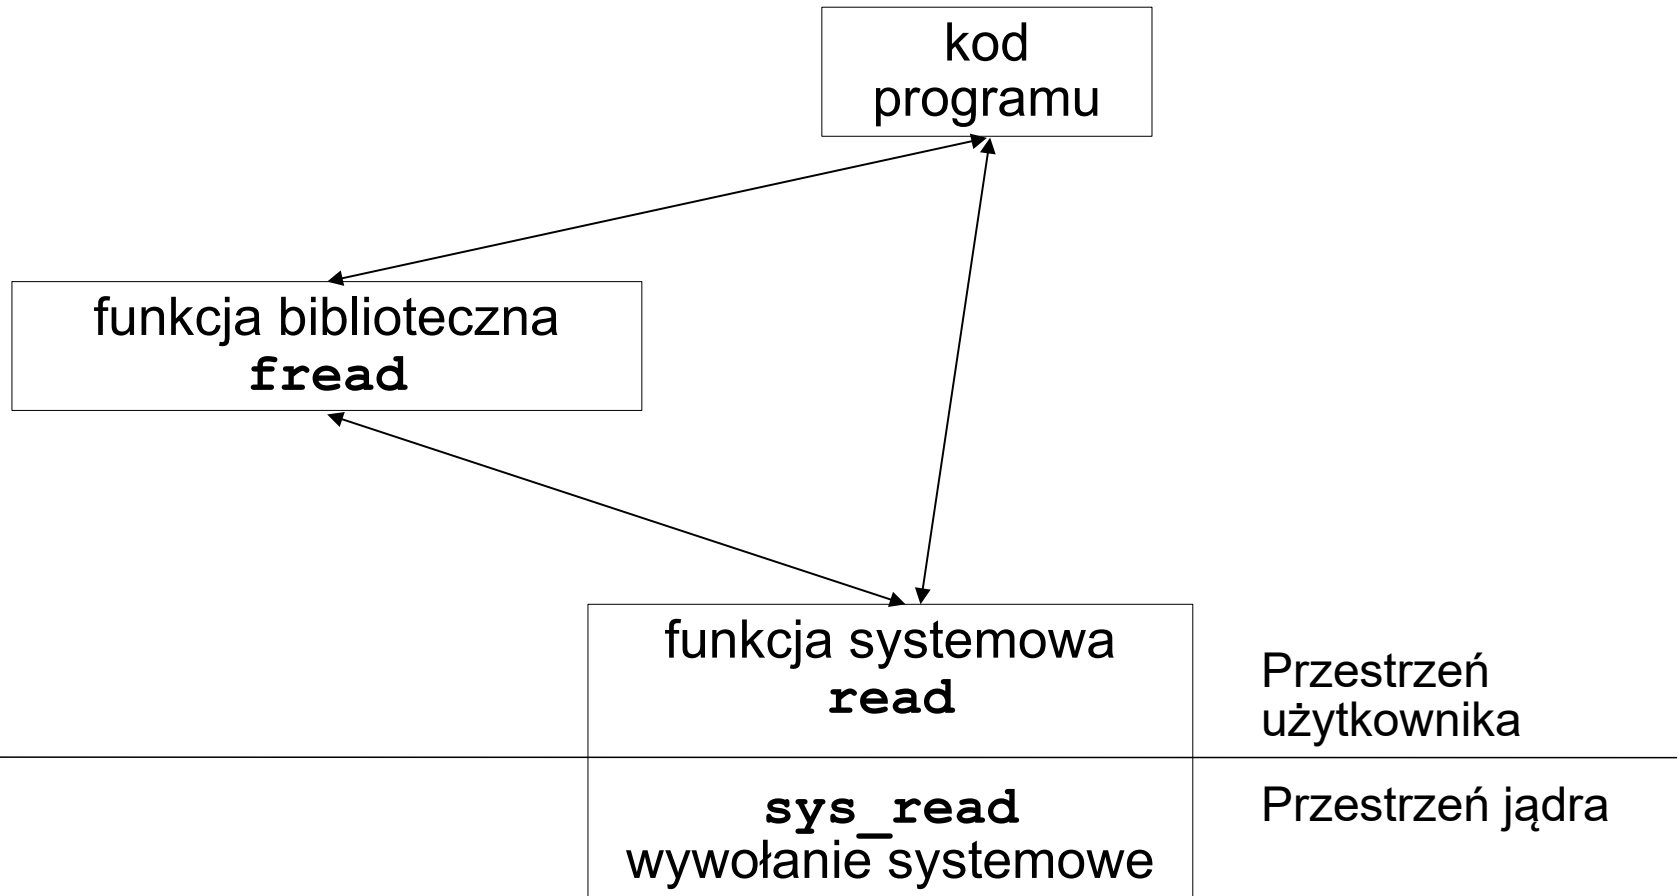 kod
programu
funkcja biblioteczna
fread
funkcja systemowa
read
Przestrzeń
użytkownika
sys_read
wywołanie systemowe
Przestrzeń jądra